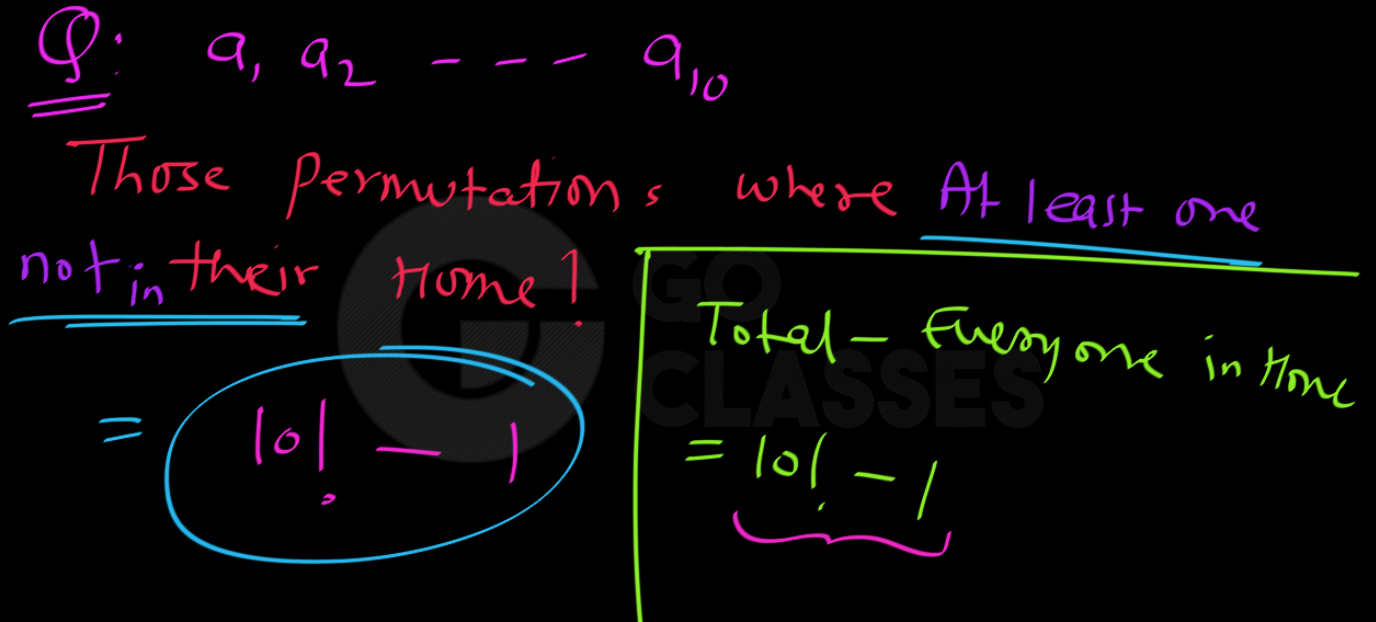 Q: a1 a2 - - - a10
Those permutations where At least one
not in their Home?
= 10! - 1
GO
CLASSES
Total - Everyone in Home
= 10! - 1